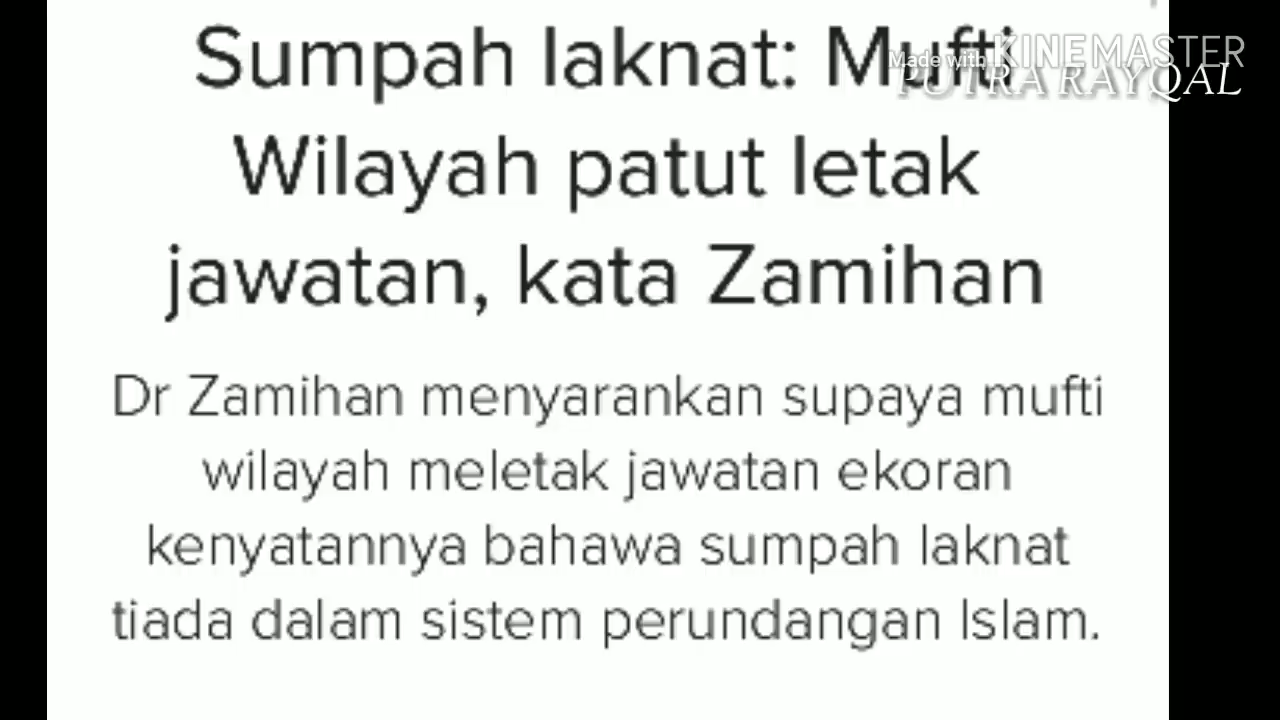 Sumpah laknat: Mufti
Made with KINEMASTER
PUTRA RAYQAL
Wilayah patut letak
jawatan, kata Zamihan
Dr Zamihan menyarankan supaya mufti
wilayah meletak jawatan ekoran
kenyatannya bahawa sumpah laknat
tiada dalam sistem perundangan Islam.